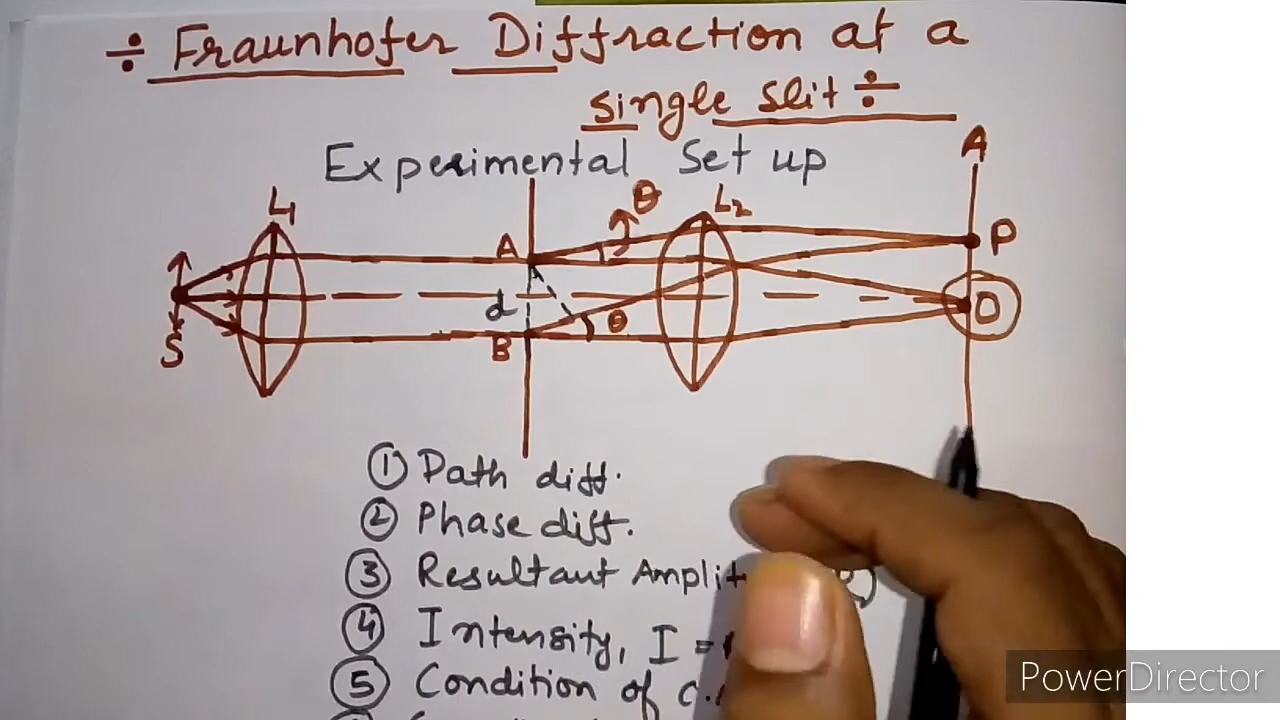 ÷ Fraunhofer Diffraction at a
single slit ÷
Experimental Set up
A
L1
θ
L2
A
P
d
θ
O
S
B
① Path diff.
② Phase diff.
③ Resultant
④ Intensity, I =
⑤ Condition of
PowerDirector